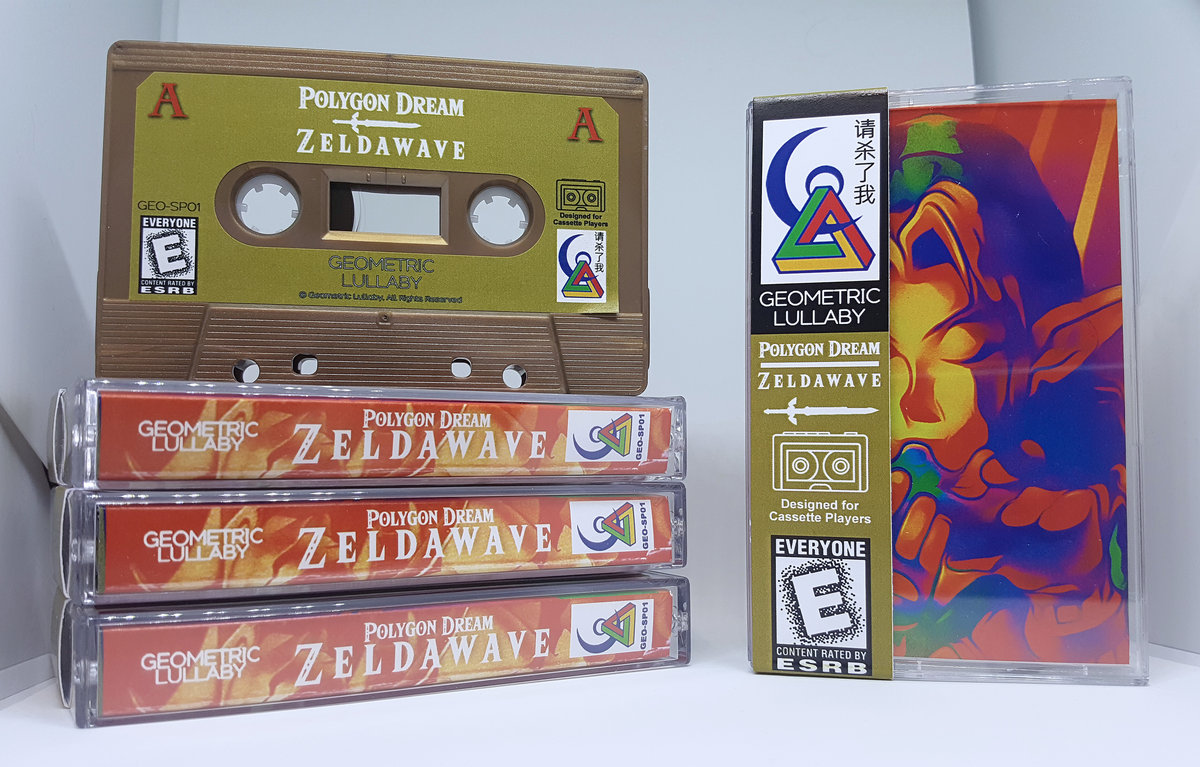 A
POLYGON DREAM
ZELDAWAVE
A
GEO-SP01
EVERYONE
E
CONTENT RATED BY
ESRB
Designed for
Cassette Players
请杀了我
GEOMETRIC
LULLABY
© Geometric Lullaby. All Rights Reserved
GEOMETRIC
LULLABY
POLYGON DREAM
ZELDAWAVE
GEO-SP01
GEOMETRIC
LULLABY
POLYGON DREAM
ZELDAWAVE
GEO-SP01
GEOMETRIC
LULLABY
POLYGON DREAM
ZELDAWAVE
GEO-SP01
请杀了我
GEOMETRIC
LULLABY
POLYGON DREAM
ZELDAWAVE
Designed for
Cassette Players
EVERYONE
E
CONTENT RATED BY
ESRB